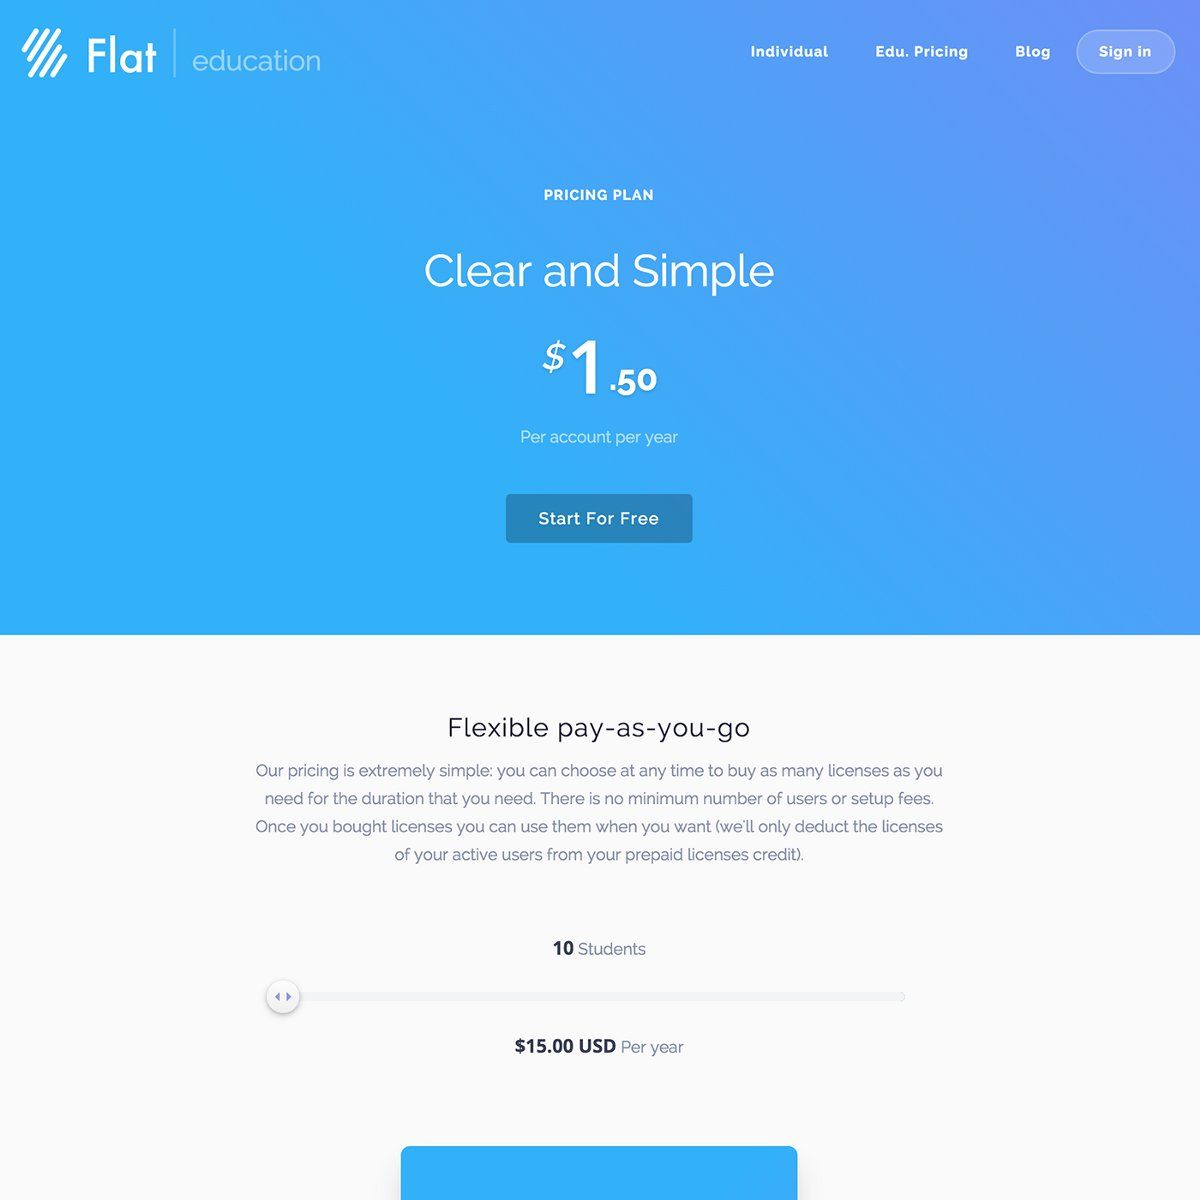 Flat education
Individual
Edu. Pricing
Blog
Sign in
PRICING PLAN
Clear and Simple
$1.50
Per account per year
Start For Free
Flexible pay-as-you-go
Our pricing is extremely simple: you can choose at any time to buy as many licenses as you
need for the duration that you need. There is no minimum number of users or setup fees.
Once you bought licenses you can use them when you want (we'll only deduct the licenses
of your active users from your prepaid licenses credit).
10 Students
$15.00 USD Per year